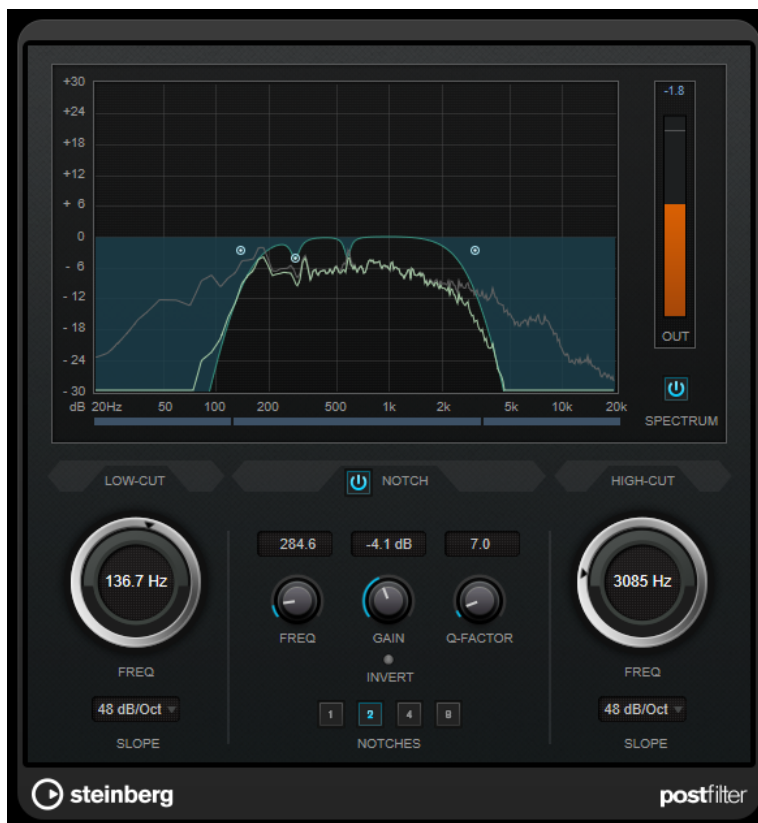 +30
-1.8
+24
+18
+12
+ 6
0
- 6
- 12
- 18
OUT
- 24
- 30
dB 20Hz 50 100 200 500 1k 2k 5k 10k 20k
SPECTRUM
LOW-CUT
NOTCH
HIGH-CUT
284.6 -4.1 dB 7.0
136.7 Hz
3085 Hz
FREQ GAIN Q-FACTOR
FREQ
INVERT
FREQ
48 dB/Oct
1 2 4 8
48 dB/Oct
SLOPE
NOTCHES
SLOPE
steinberg
postfilter